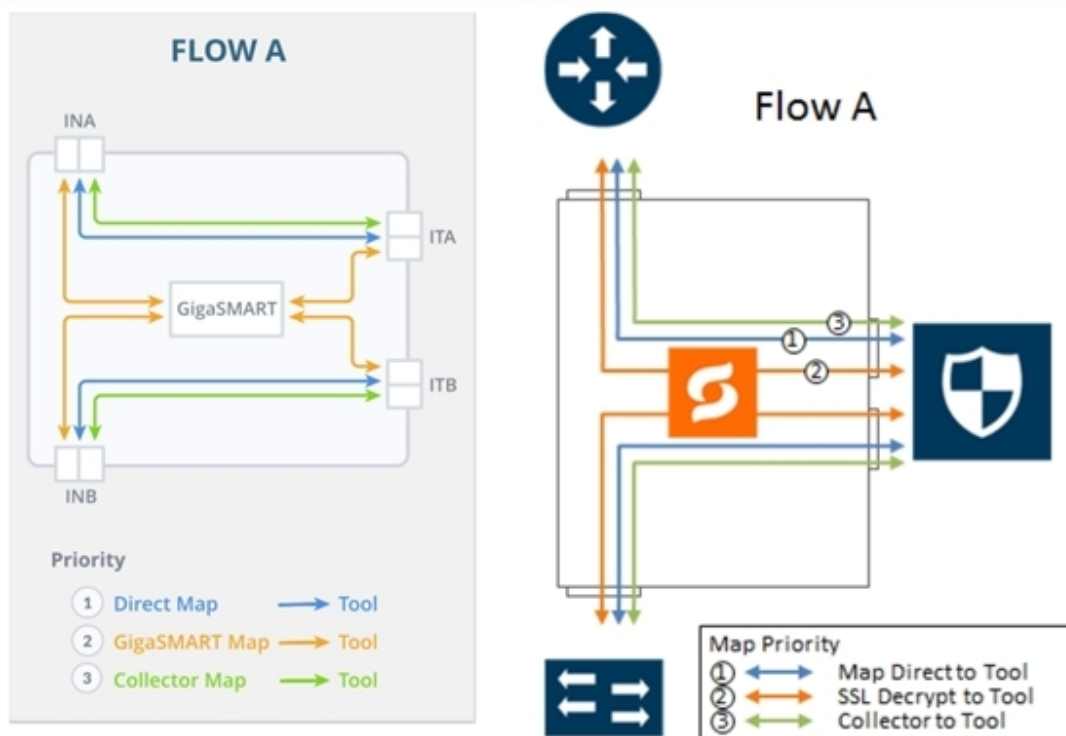 FLOW A
INA
ITA
GigaSMART
ITB
INB
Priority
1 Direct Map Tool
2 GigaSMART Map Tool
3 Collector Map Tool
Flow A
3
1
2
Map Priority
1 Map Direct to Tool
2 SSL Decrypt to Tool
3 Collector to Tool